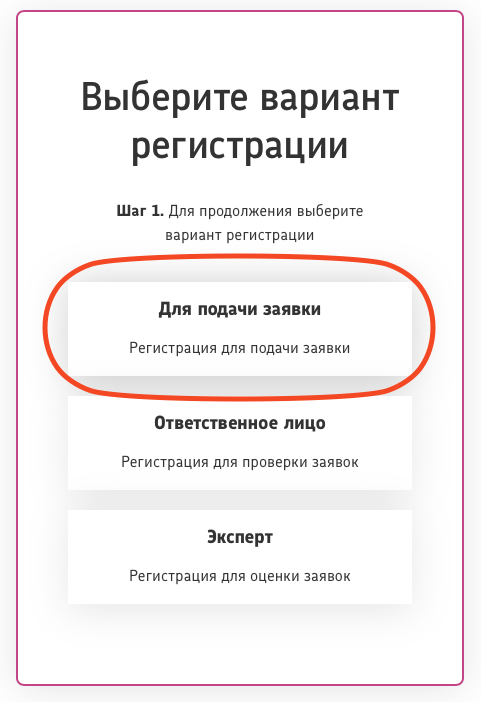 Выберите вариант
регистрации
Шаг 1. Для продолжения выберите
вариант регистрации
Для подачи заявки
Регистрация для подачи заявки
Ответственное лицо
Регистрация для проверки заявок
Эксперт
Регистрация для оценки заявок